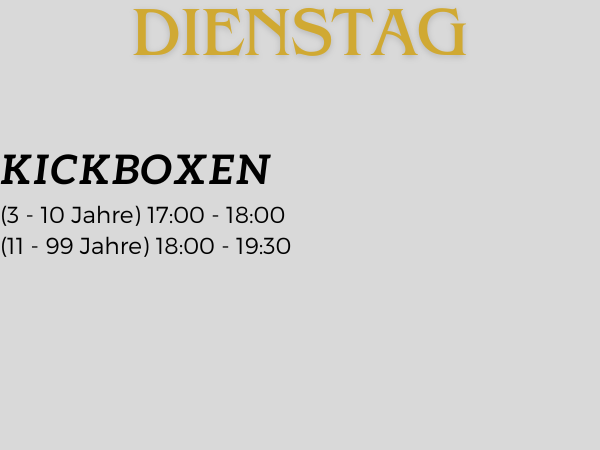 DIENSTAG
KICKBOXEN
(3 - 10 Jahre) 17:00 - 18:00
(11 - 99 Jahre) 18:00 - 19:30